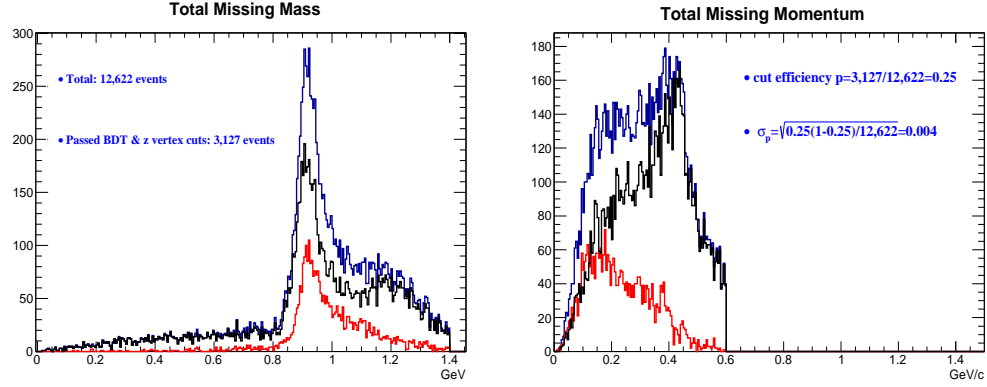 Total Missing Mass
300
250
200
150
100
50
0
• Total: 12,622 events
• Passed BDT & z vertex cuts: 3,127 events
0 0.2 0.4 0.6 0.8 1 1.2 1.4
GeV
Total Missing Momentum
180
160
140
120
100
80
60
40
20
0
• cut efficiency p=3,127/12,622=0.25
• σp=√0.25(1-0.25)/12,622=0.004
0 0.2 0.4 0.6 0.8 1 1.2 1.4
GeV/c